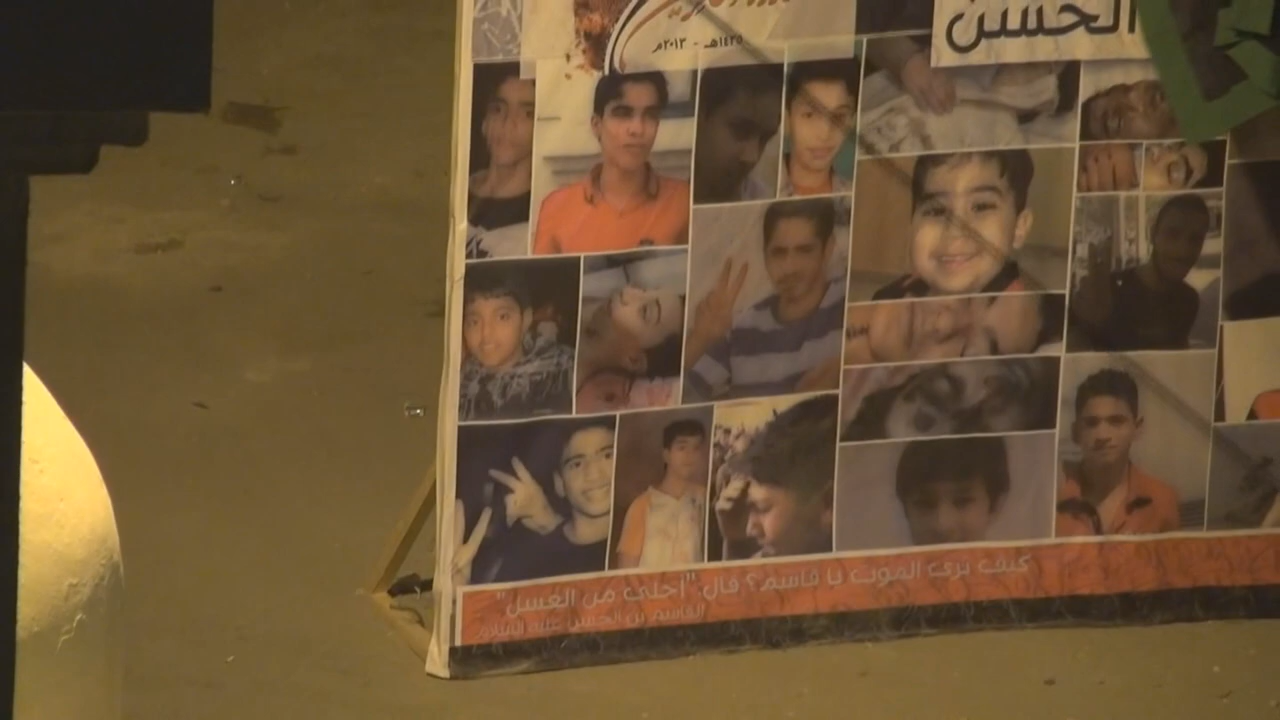 ١٤٣٥هـ - ٢٠١٣م
الحسن
كيف ترى الموت يا قاسم؟ قال: "أحلى من العسل"
القاسم بن الحسن عليه السلام